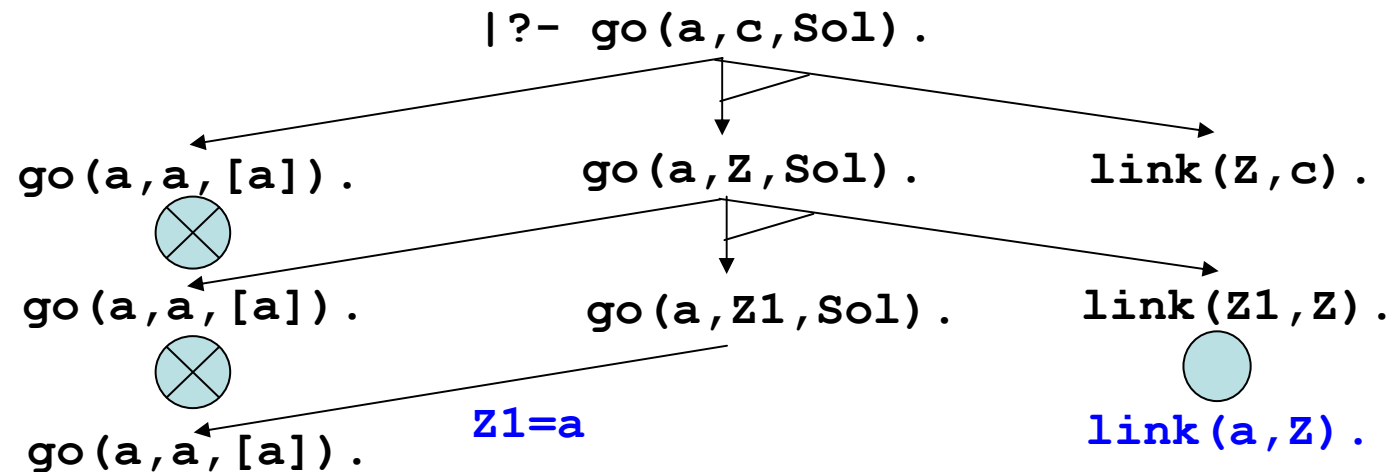 |?- go(a,c,Sol).
go(a,a,[a]). go(a,Z,Sol). link(Z,c).
go(a,a,[a]). go(a,Z1,Sol). link(Z1,Z).
Z1=a link(a,Z).
go(a,a,[a]).